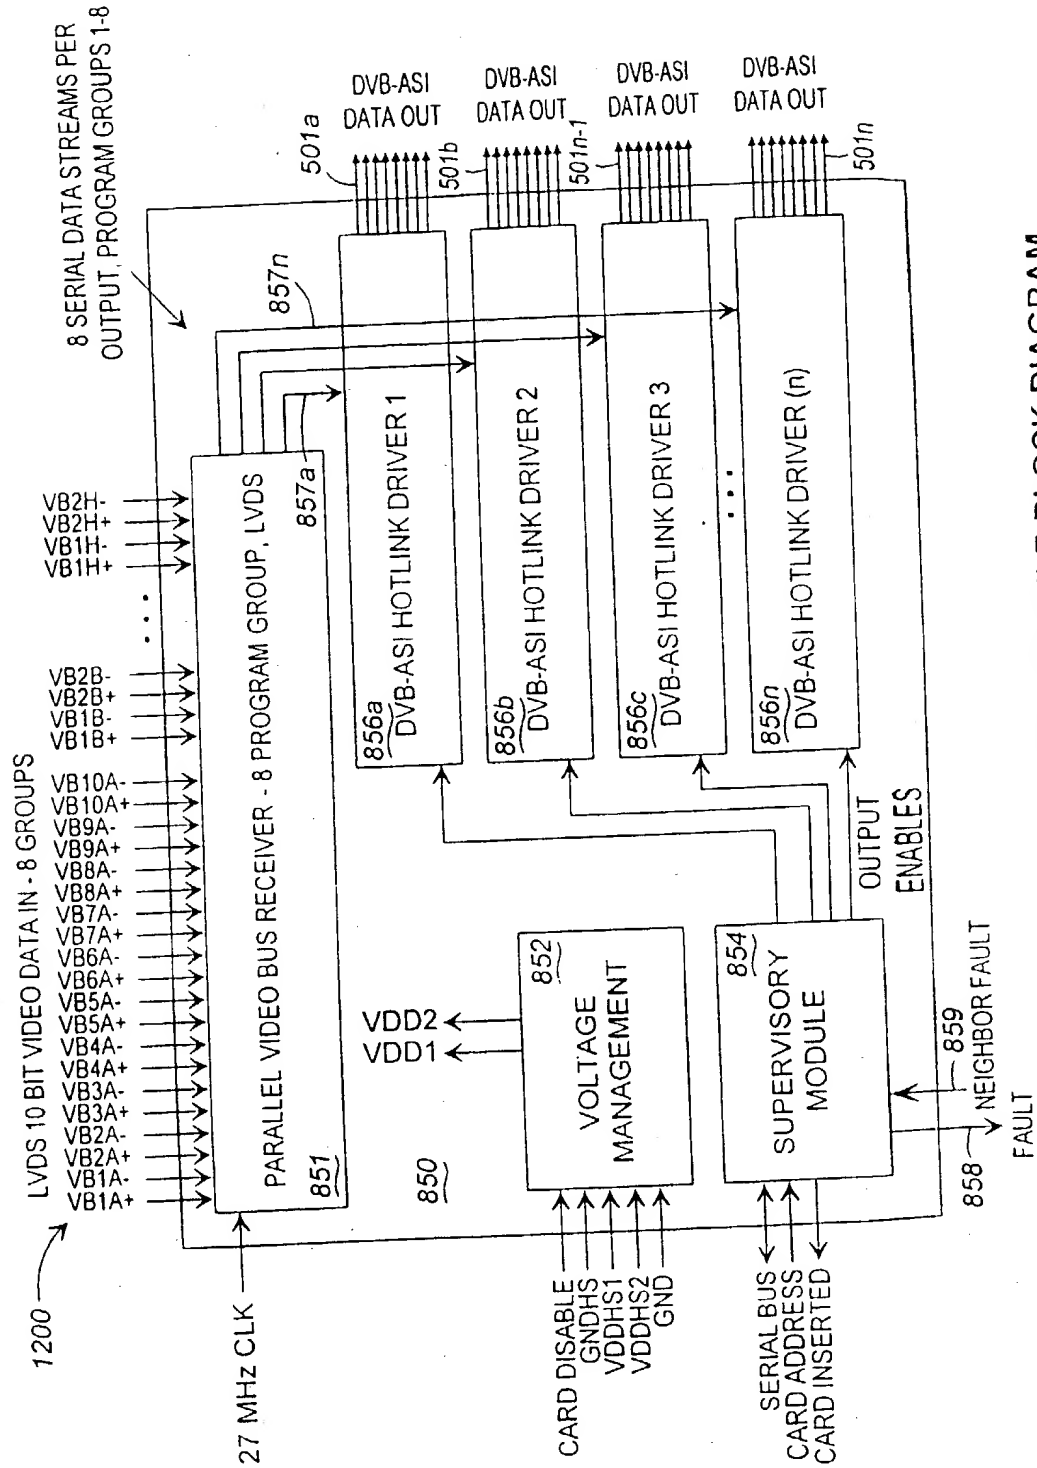 1200
LVDS 10 BIT VIDEO DATA IN - 8 GROUPS
VB1A+
VB1A-
VB2A+
VB2A-
VB3A+
VB3A-
VB4A+
VB4A-
VB5A+
VB5A-
VB6A+
VB6A-
VB7A+
VB7A-
VB8A+
VB8A-
VB9A+
VB9A-
VB10A+
VB10A-
VB1B+
VB1B-
VB2B+
VB2B-
...
VB1H+
VB1H-
VB2H+
VB2H-
8 SERIAL DATA STREAMS PER
OUTPUT, PROGRAM GROUPS 1-8
27 MHz CLK
851
PARALLEL VIDEO BUS RECEIVER - 8 PROGRAM GROUP, LVDS
857a
857n
850
VDD1
VDD2
856a
DVB-ASI HOTLINK DRIVER 1
501a
DVB-ASI
DATA OUT
856b
DVB-ASI HOTLINK DRIVER 2
501b
DVB-ASI
DATA OUT
856c
DVB-ASI HOTLINK DRIVER 3
501n-1
DVB-ASI
DATA OUT
...
856n
DVB-ASI HOTLINK DRIVER (n)
501n
DVB-ASI
DATA OUT
CARD DISABLE
GNDHS
VDDHS1
VDDHS2
GND
852
VOLTAGE
MANAGEMENT
SERIAL BUS
CARD ADDRESS
CARD INSERTED
854
SUPERVISORY
MODULE
OUTPUT
ENABLES
858
859
FAULT
NEIGHBOR FAULT
BLOCK DIAGRAM